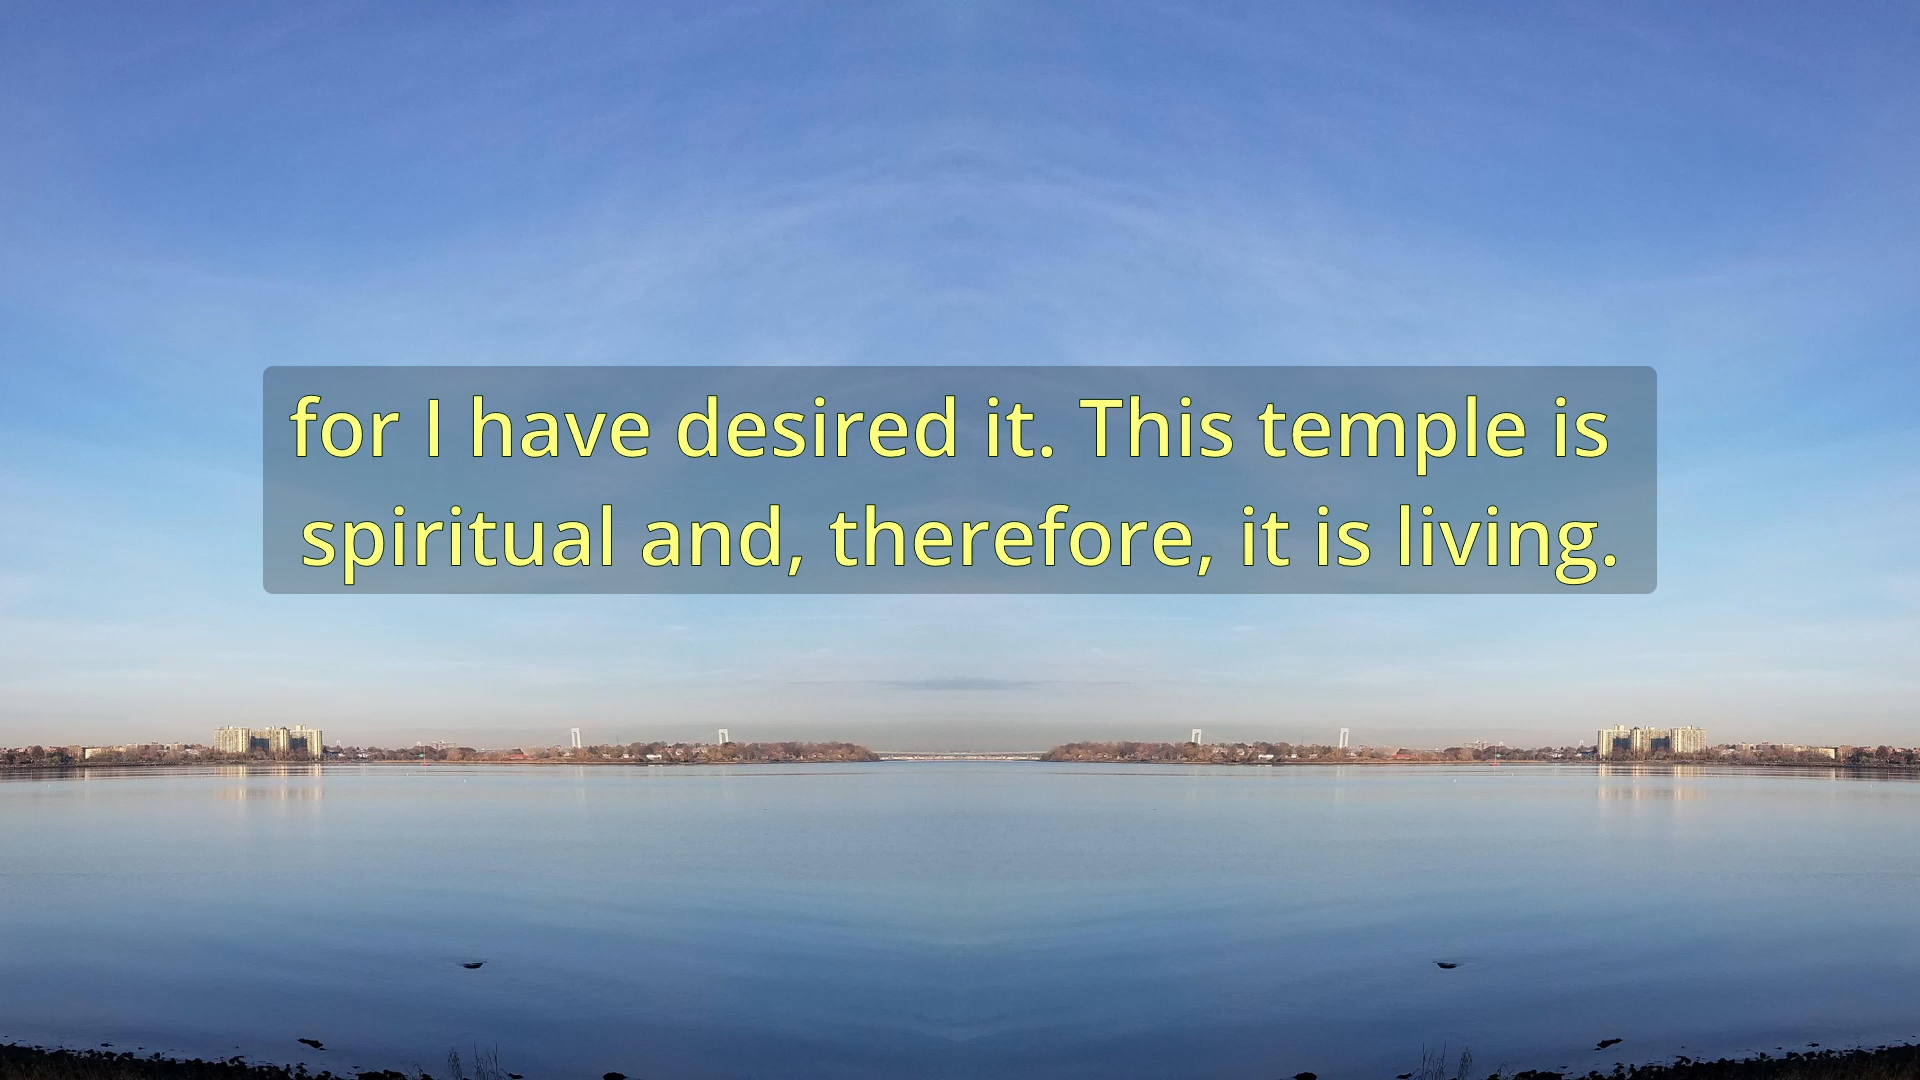 for I have desired it. This temple is
spiritual and, therefore, it is living.